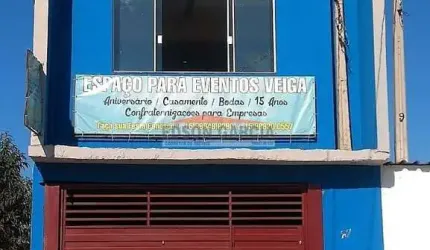 ESPAÇO PARA EVENTOS VEIGA
Aniversário / Casamento / Bodas / 15 Anos
Confraternizações para Empresas